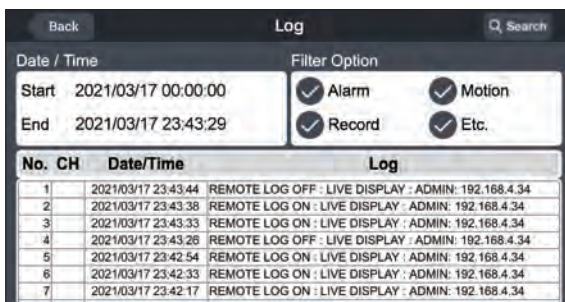 Back Log Search
Date / Time Filter Option
Start 2021/03/17 00:00:00 Alarm Motion
End 2021/03/17 23:43:29 Record Etc.
No. CH Date/Time Log
1 2021/03/17 23:43:44 REMOTE LOG OFF : LIVE DISPLAY : ADMIN: 192.168.4.34
2 2021/03/17 23:43:38 REMOTE LOG ON : LIVE DISPLAY : ADMIN: 192.168.4.34
3 2021/03/17 23:43:33 REMOTE LOG ON : LIVE DISPLAY : ADMIN: 192.168.4.34
4 2021/03/17 23:43:26 REMOTE LOG OFF : LIVE DISPLAY : ADMIN: 192.168.4.34
5 2021/03/17 23:42:54 REMOTE LOG ON : LIVE DISPLAY : ADMIN: 192.168.4.34
6 2021/03/17 23:42:33 REMOTE LOG ON : LIVE DISPLAY : ADMIN: 192.168.4.34
7 2021/03/17 23:42:17 REMOTE LOG ON : LIVE DISPLAY : ADMIN: 192.168.4.34